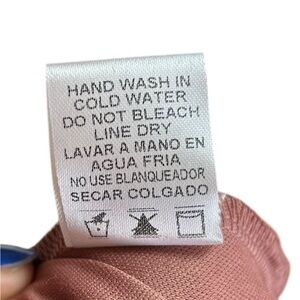 HAND WASH IN
COLD WATER
DO NOT BLEACH
LINE DRY
LAVAR A MANO EN
AGUA FRIA
NO USE BLANQUEADOR
SECAR COLGADO